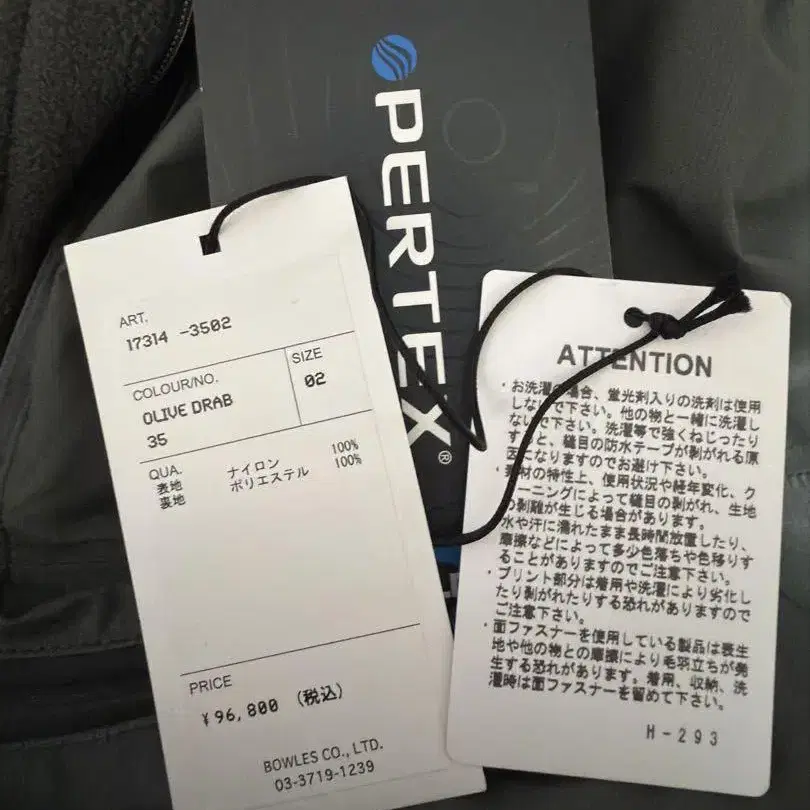 PERTEX®
ART.
17314 -3502
COLOUR/NO.
OLIVE DRAB
35
SIZE
02
QUA.
表地 ナイロン 100%
裏地 ポリエステル 100%
PRICE
¥96,800 (税込)
BOWLES CO., LTD.
03-3719-1239
ATTENTION
・お洗濯の場合、蛍光剤入りの洗剤は使用
しないで下さい。他の物と一緒に洗濯し
ないで下さい。洗濯等で強くねじったり
すると、縫目の防水テープが剥がれる原
因になりますのでお避け下さい。
・素材の特性上、使用状況や経年変化、ク
リーニングによって縫目の剥がれ、生地
の剥離が生じる場合があります。
水や汗に濡れたまま長時間放置したり、
摩擦などによって多少色落ちや色移りす
ることがありますのでご注意下さい。
・プリント部分は着用や洗濯により劣化し
たり剥がれたりする恐れがありますので
ご注意下さい。
・面ファスナーを使用している製品は表生
地や他の物との摩擦により毛羽立ちが発
生する恐れがあります。着用、収納、洗
濯時は面ファスナーを留めて下さい。
H-293